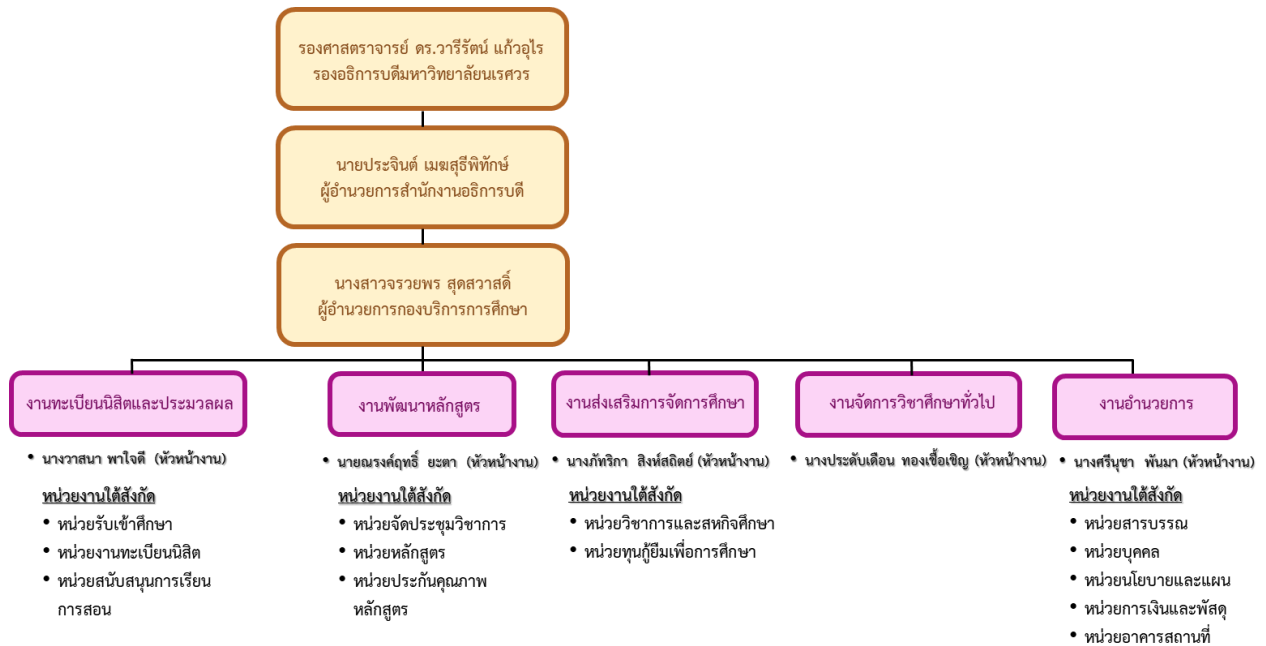 รองศาสตราจารย์ ดร.วารีรัตน์ แก้วอุไร
รองอธิการบดีมหาวิทยาลัยนเรศวร
นายประจินต์ เมฆสุธีพิทักษ์
ผู้อำนวยการสำนักงานอธิการบดี
นางสาวจรวยพร สุดสวาสดิ์
ผู้อำนวยการกองบริการการศึกษา
งานทะเบียนนิสิตและประมวลผล
• นางวาสนา พาใจดี (หัวหน้างาน)
หน่วยงานใต้สังกัด
• หน่วยรับเข้าศึกษา
• หน่วยงานทะเบียนนิสิต
• หน่วยสนับสนุนการเรียน
การสอน
งานพัฒนาหลักสูตร
• นายณรงค์ฤทธิ์ ยะตา (หัวหน้างาน)
หน่วยงานใต้สังกัด
• หน่วยจัดประชุมวิชาการ
• หน่วยหลักสูตร
• หน่วยประกันคุณภาพ
หลักสูตร
งานส่งเสริมการจัดการศึกษา
• นางภัทริกา สิงห์สถิตย์ (หัวหน้างาน)
หน่วยงานใต้สังกัด
• หน่วยวิชาการและสหกิจศึกษา
• หน่วยทุนกู้ยืมเพื่อการศึกษา
งานจัดการวิชาศึกษาทั่วไป
• นางประดับเดือน ทองเชื้อเชิญ (หัวหน้างาน)
งานอำนวยการ
• นางศรีนุชา พันมา (หัวหน้างาน)
หน่วยงานใต้สังกัด
• หน่วยสารบรรณ
• หน่วยบุคคล
• หน่วยนโยบายและแผน
• หน่วยการเงินและพัสดุ
• หน่วยอาคารสถานที่